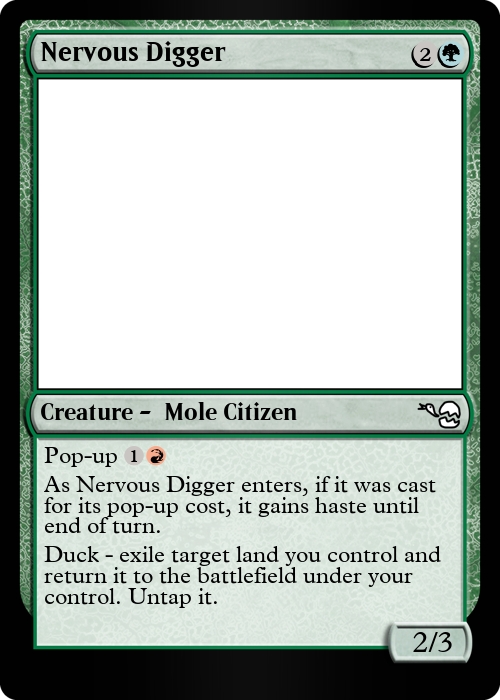 Nervous Digger 2
Creature - Mole Citizen
Pop-up 1
As Nervous Digger enters, if it was cast
for its pop-up cost, it gains haste until
end of turn.
Duck - exile target land you control and
return it to the battlefield under your
control. Untap it.
2/3